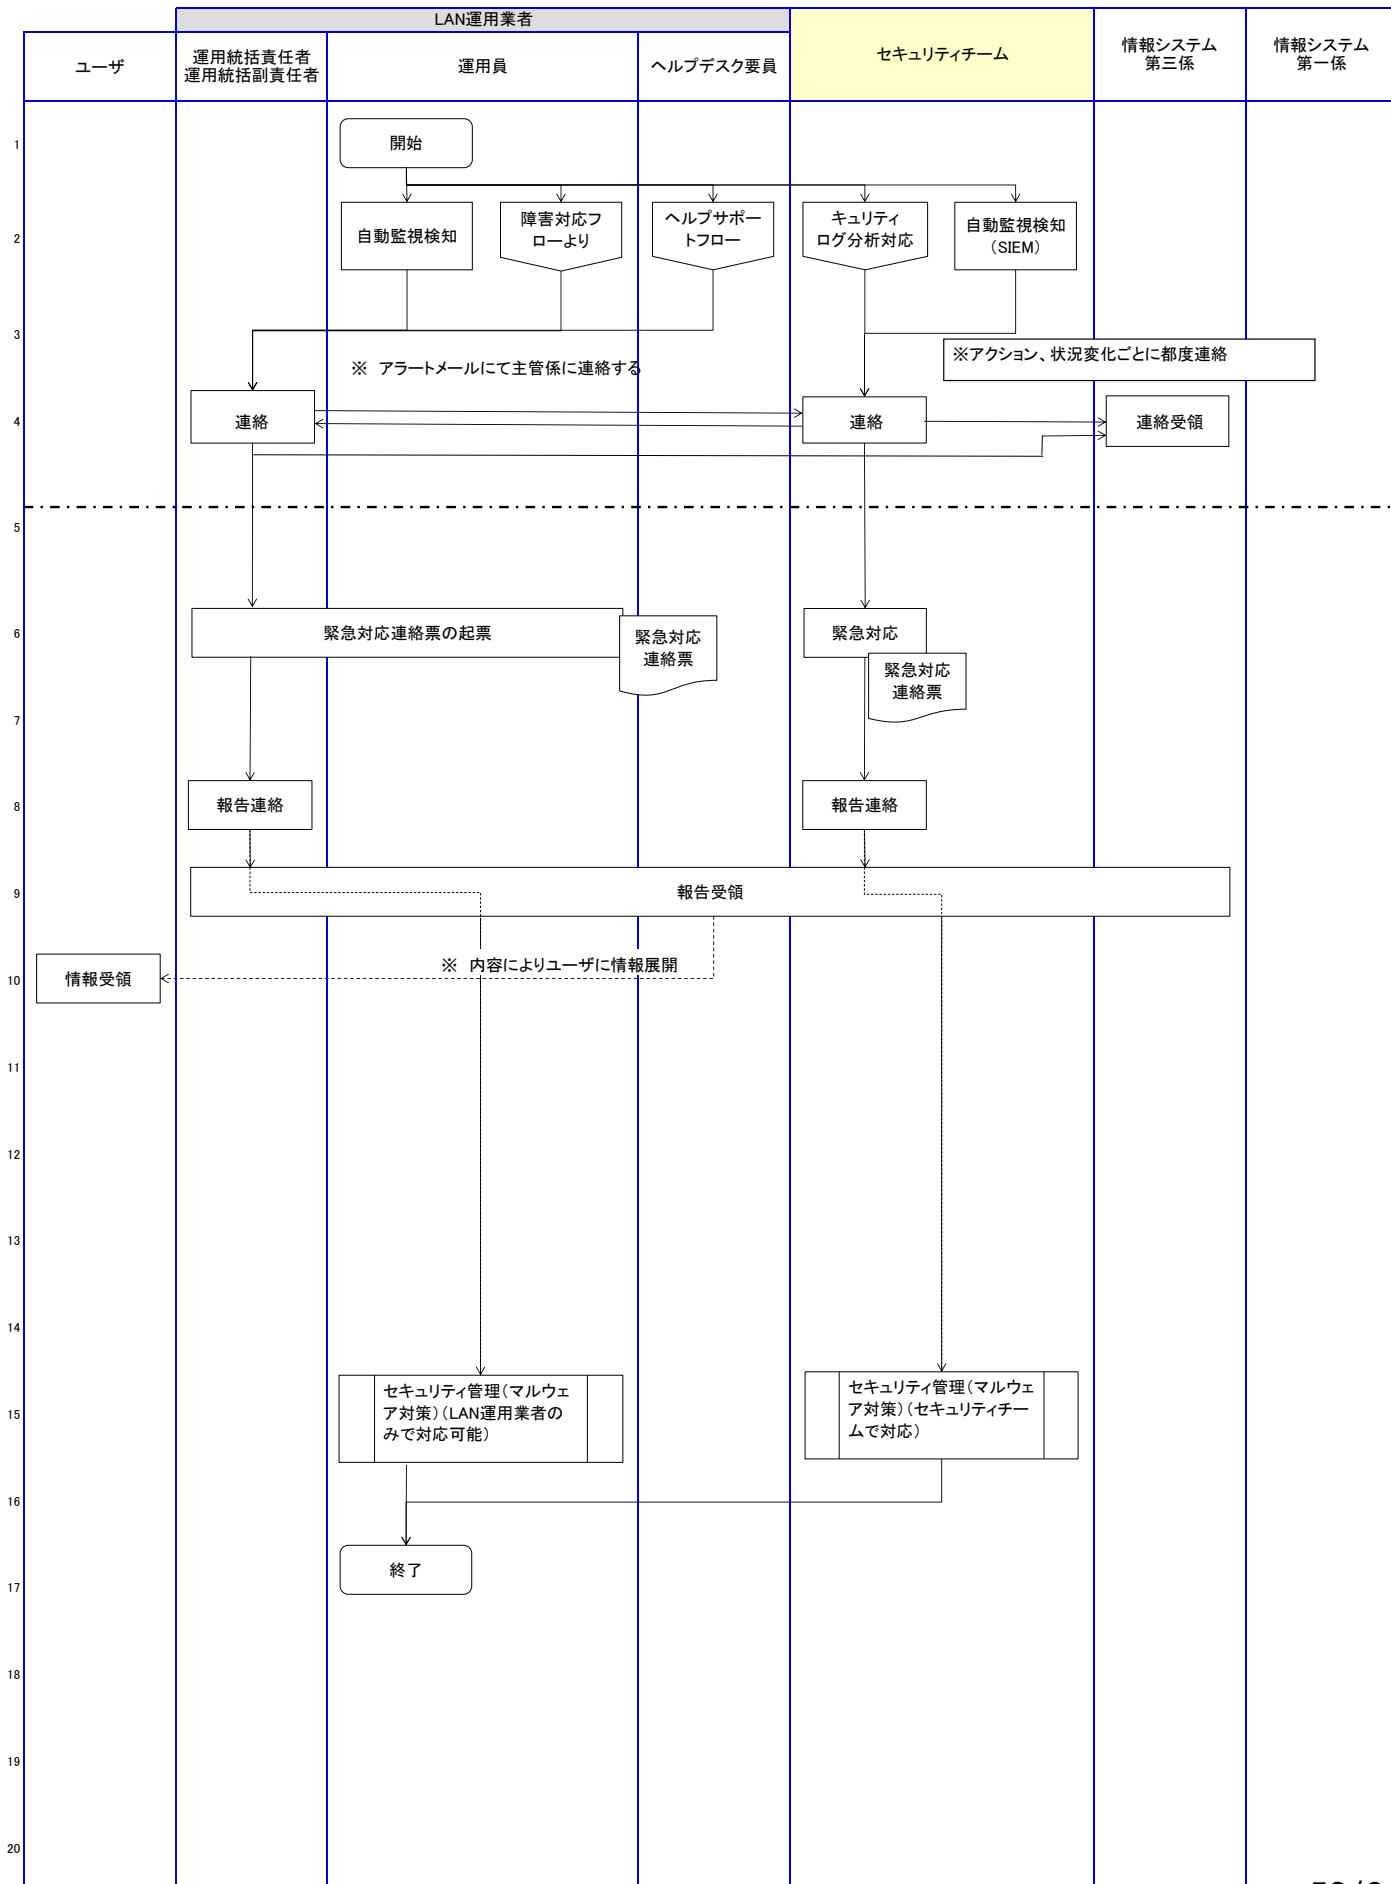 LAN運用業者
ユーザ
運用統括責任者
運用統括副責任者
運用員
ヘルプデスク要員
セキュリティチーム
情報システム
第三係
情報システム
第一係
1
開始
2
自動監視検知
障害対応フ
ローより
ヘルプサポー
トフロー
キュリティ
ログ分析対応
自動監視検知
(SIEM)
3
※ アラートメールにて主管係に連絡する
※アクション、状況変化ごとに都度連絡
4
連絡
連絡
連絡受領
5
6
緊急対応連絡票の起票
緊急対応
連絡票
緊急対応
緊急対応
連絡票
7
8
報告連絡
報告連絡
9
報告受領
10
情報受領
※ 内容によりユーザに情報展開
11
12
13
14
15
セキュリティ管理(マルウェ
ア対策)(LAN運用業者の
みで対応可能)
セキュリティ管理(マルウェ
ア対策)(セキュリティチー
ムで対応)
16
終了
17
18
19
20